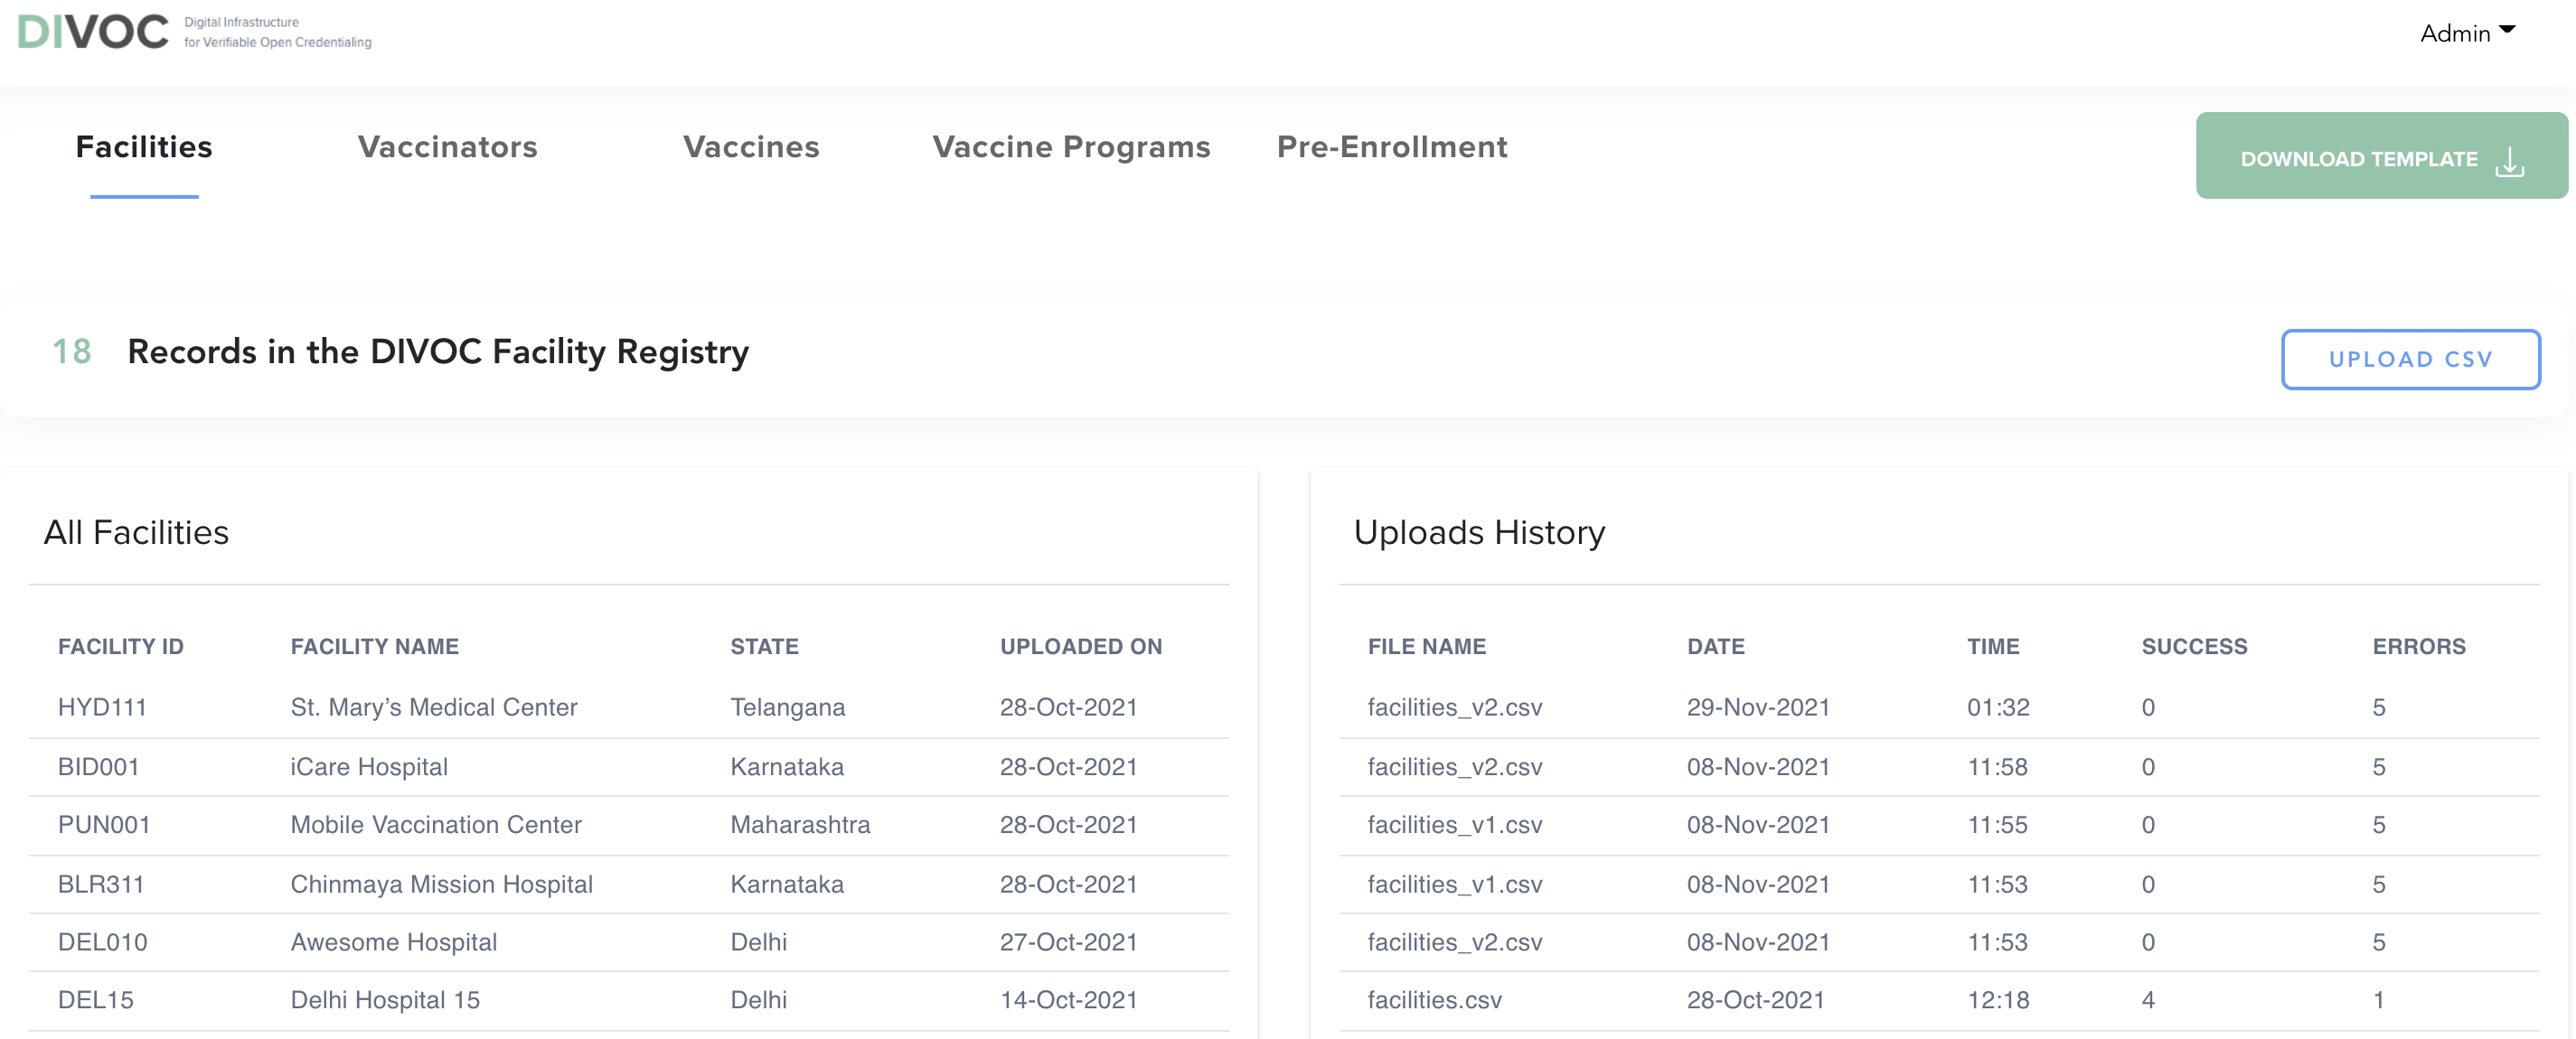 DIVOC
Digital Infrastructure
for Verifiable Open Credentialing
Admin
Facilities Vaccinators Vaccines Vaccine Programs Pre-Enrollment
DOWNLOAD TEMPLATE
18 Records in the DIVOC Facility Registry
UPLOAD CSV
All Facilities
FACILITY ID FACILITY NAME STATE UPLOADED ON
HYD111 St. Mary’s Medical Center Telangana 28-Oct-2021
BID001 iCare Hospital Karnataka 28-Oct-2021
PUN001 Mobile Vaccination Center Maharashtra 28-Oct-2021
BLR311 Chinmaya Mission Hospital Karnataka 28-Oct-2021
DEL010 Awesome Hospital Delhi 27-Oct-2021
DEL15 Delhi Hospital 15 Delhi 14-Oct-2021
Uploads History
FILE NAME DATE TIME SUCCESS ERRORS
facilities_v2.csv 29-Nov-2021 01:32 0 5
facilities_v2.csv 08-Nov-2021 11:58 0 5
facilities_v1.csv 08-Nov-2021 11:55 0 5
facilities_v1.csv 08-Nov-2021 11:53 0 5
facilities_v2.csv 08-Nov-2021 11:53 0 5
facilities.csv 28-Oct-2021 12:18 4 1